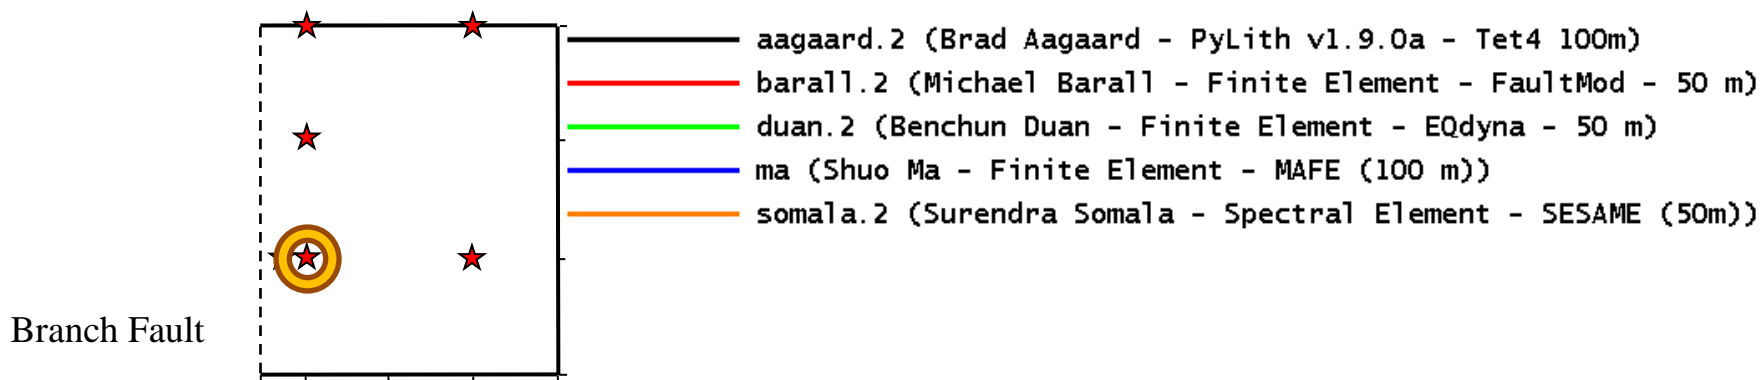 aagaard.2 (Brad Aagaard - PyLith v1.9.0a - Tet4 100m)
barall.2 (Michael Barall - Finite Element - FaultMod - 50 m)
duan.2 (Benchun Duan - Finite Element - EQdyna - 50 m)
ma (Shuo Ma - Finite Element - MAFE (100 m))
somala.2 (Surendra Somala - Spectral Element - SESAME (50m))
Branch Fault